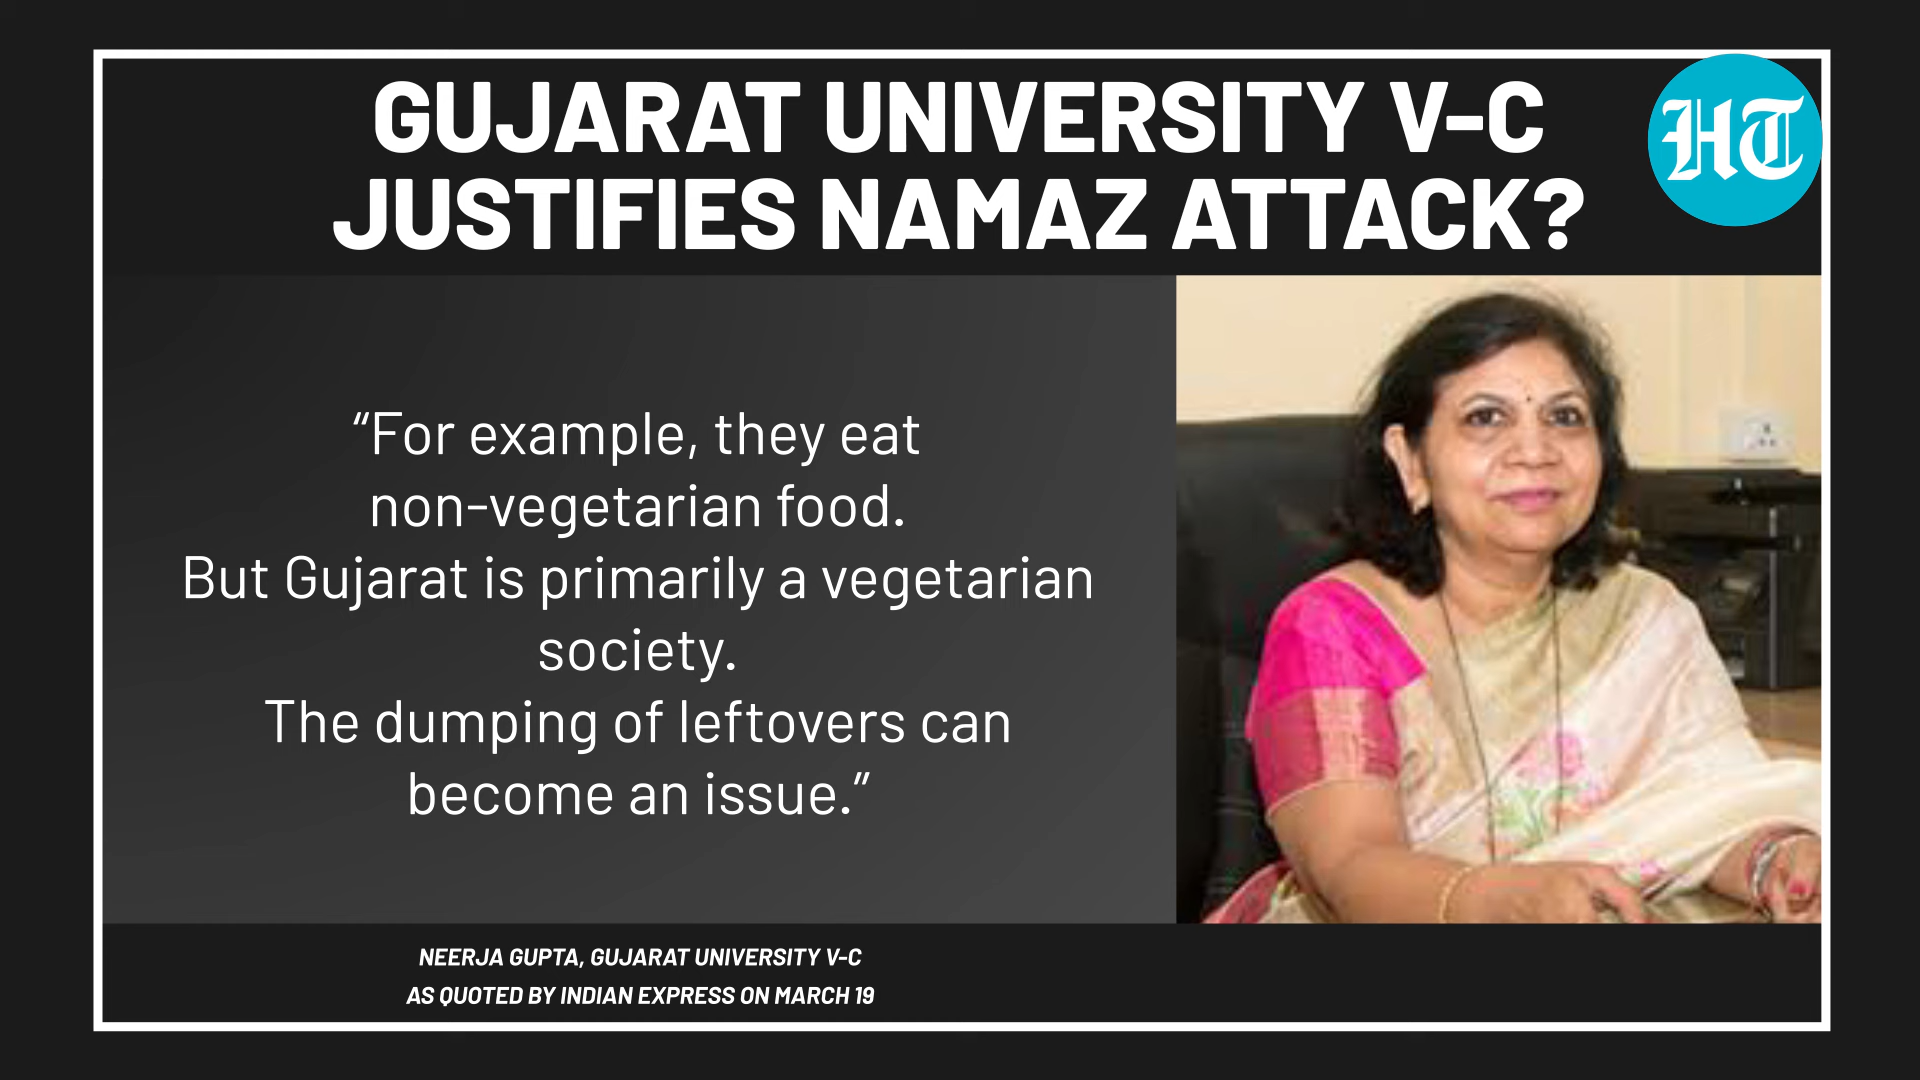 GUJARAT UNIVERSITY V-C
JUSTIFIES NAMAZ ATTACK?
HT
“For example, they eat
non-vegetarian food.
But Gujarat is primarily a vegetarian
society.
The dumping of leftovers can
become an issue.”
NEERJA GUPTA, GUJARAT UNIVERSITY V-C
AS QUOTED BY INDIAN EXPRESS ON MARCH 19